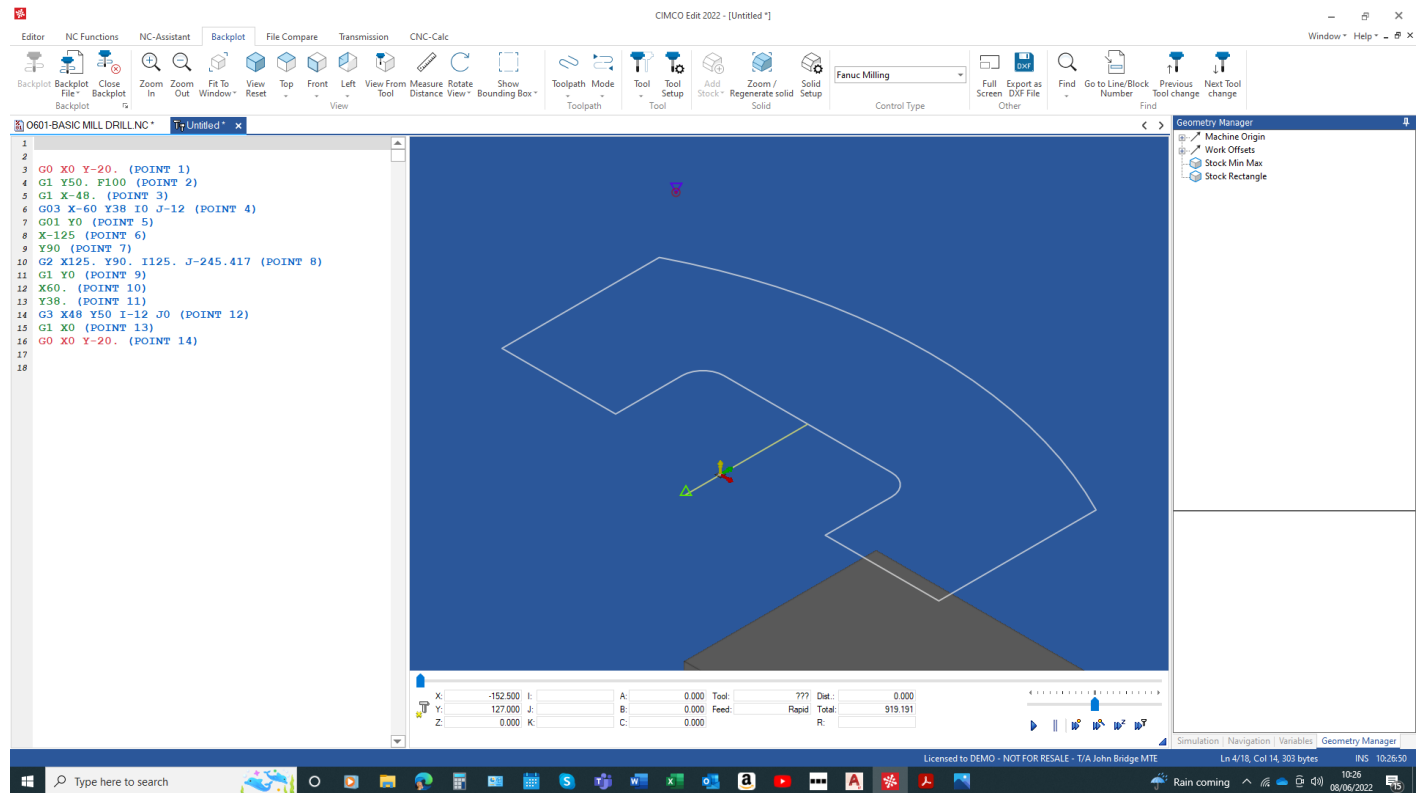 CIMCO Edit 2022 - [Untitled *]
Editor NC Functions NC-Assistant Backplot File Compare Transmission CNC-Calc Window Help
Backplot Backplot File Close Backplot Zoom In Zoom Out Fit To Window View Reset Top Front Left View From Tool Measure Distance Rotate View Show Bounding Box Toolpath Mode Tool Tool Setup Add Stock Zoom / Regenerate solid Solid Setup Fanuc Milling Full Screen Export as DXF File Find Go to Line/Block Number Previous Tool change Next Tool change
DXF
Backplot View Toolpath Tool Solid Control Type Other Find
O601-BASIC MILL DRILL.NC * Untitled * x
Geometry Manager
Machine Origin
Work Offsets
Stock Min Max
Stock Rectangle
1
2
3 G0 X0 Y-20. (POINT 1)
4 G1 Y50. F100 (POINT 2)
5 G1 X-48. (POINT 3)
6 G03 X-60 Y38 I0 J-12 (POINT 4)
7 G01 Y0 (POINT 5)
8 X-125 (POINT 6)
9 Y90 (POINT 7)
10 G2 X125. Y90. I125. J-245.417 (POINT 8)
11 G1 Y0 (POINT 9)
12 X60. (POINT 10)
13 Y38. (POINT 11)
14 G3 X48 Y50 I-12 J0 (POINT 12)
15 G1 X0 (POINT 13)
16 G0 X0 Y-20. (POINT 14)
17
18
X: -152.500 I: A: 0.000 Tool: ??? Dist.: 0.000
Y: 127.000 J: B: 0.000 Feed: Rapid Total: 919.191
Z: 0.000 K: C: 0.000 R:
Simulation Navigation Variables Geometry Manager
Licensed to DEMO - NOT FOR RESALE - T/A John Bridge MTE Ln 4/18, Col 14, 303 bytes INS 10:26:50
Type here to search Rain coming 10:26
08/06/2022
15